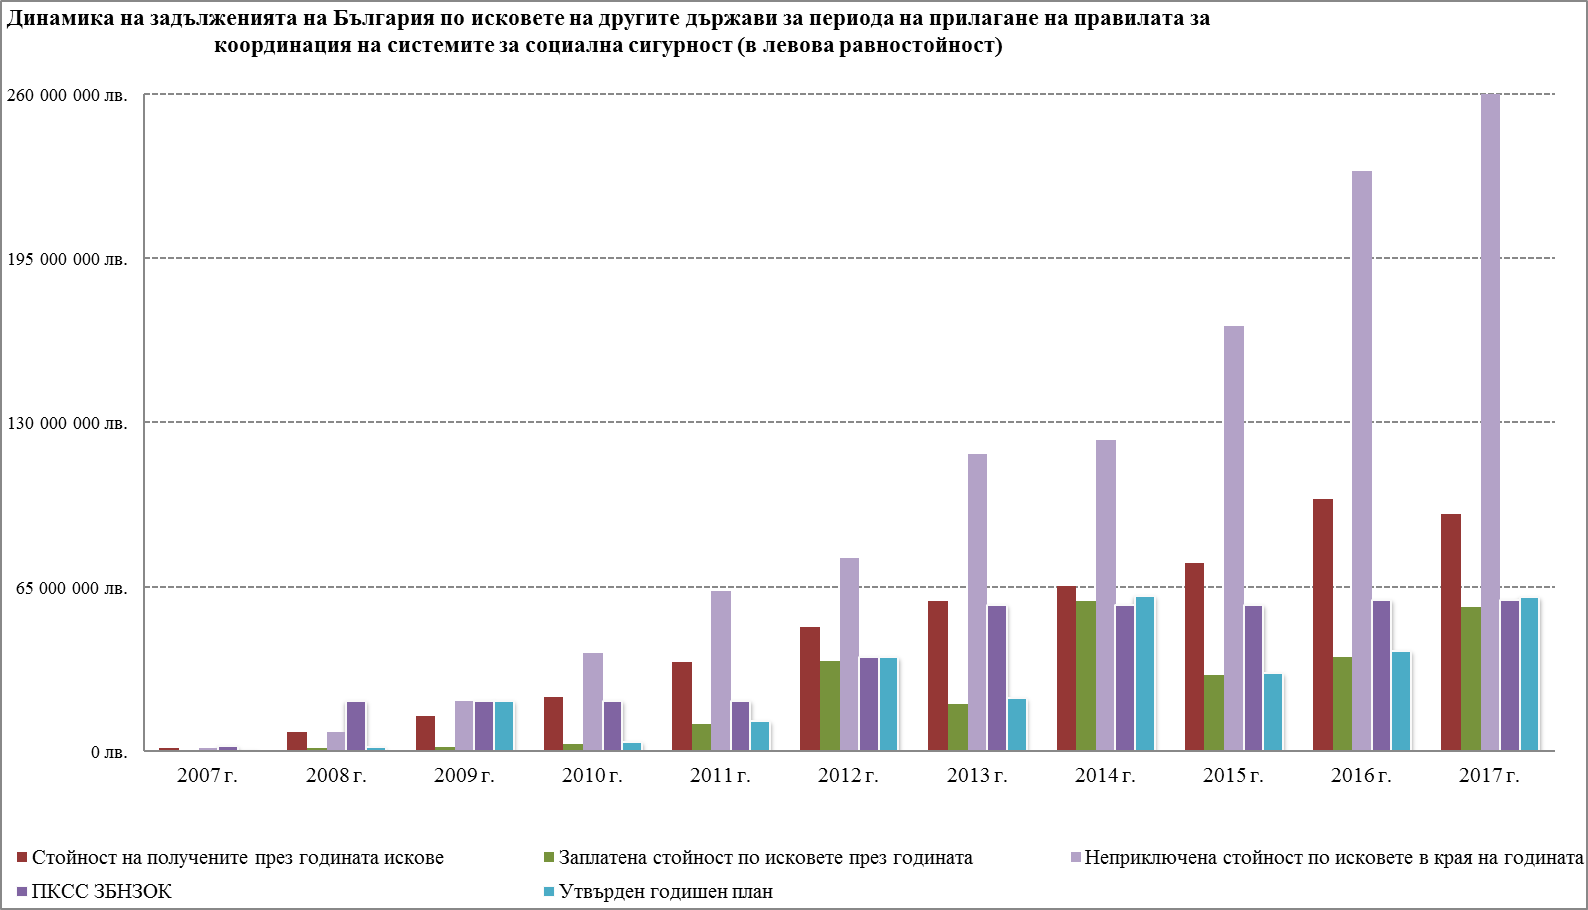 Динамика на задълженията на България по исковете на другите държави за периода на прилагане на правилата за
координация на системите за социална сигурност (в левова равностойност)
260 000 000 лв.
195 000 000 лв.
130 000 000 лв.
65 000 000 лв.
0 лв.
2007 г. 2008 г. 2009 г. 2010 г. 2011 г. 2012 г. 2013 г. 2014 г. 2015 г. 2016 г. 2017 г.
Стойност на получените през годината искове Заплатена стойност по исковете през годината Неприключена стойност по исковете в края на годината
ПКСС ЗБНЗОК Утвърден годишен план